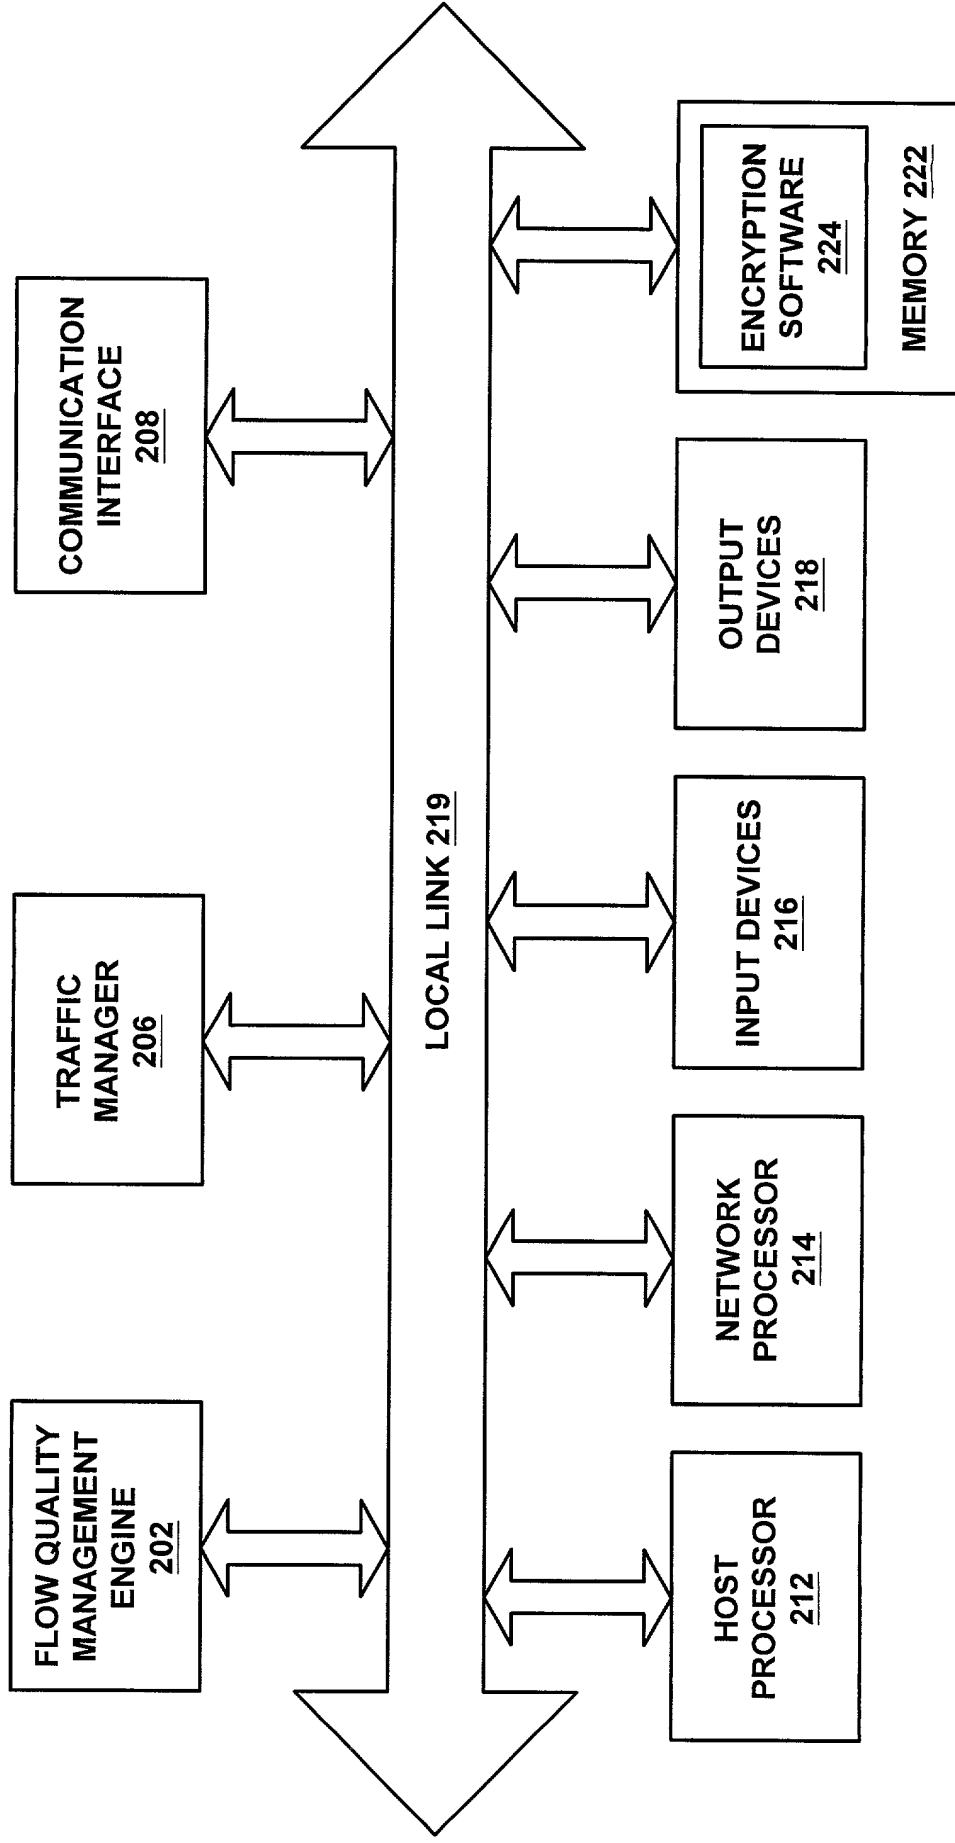 FLOW QUALITY
MANAGEMENT
ENGINE
202
TRAFFIC
MANAGER
206
COMMUNICATION
INTERFACE
208
LOCAL LINK 219
HOST
PROCESSOR
212
NETWORK
PROCESSOR
214
INPUT DEVICES
216
OUTPUT
DEVICES
218
ENCRYPTION
SOFTWARE
224
MEMORY 222